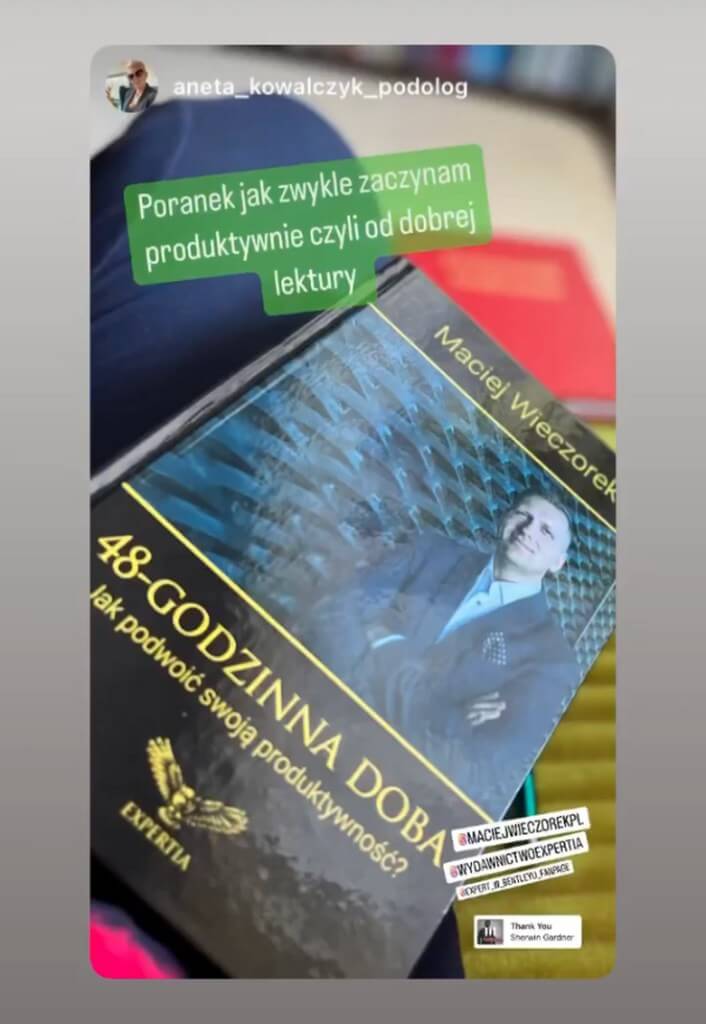 aneta_kowalczyk_podolog
Poranek jak zwykle zaczynam
produktywnie czyli od dobrej
lektury
Maciej Wieczorek
48-GODZINNA DOBA
Jak podwoić swoją produktywność?
EXPERTIA
@MACIEJWIECZOREKPL
@WYDAWNICTWOEXPERTIA
@EXPERT_W_BENTLEYU_FANPAGE
Thank You
Sherwin Gardner